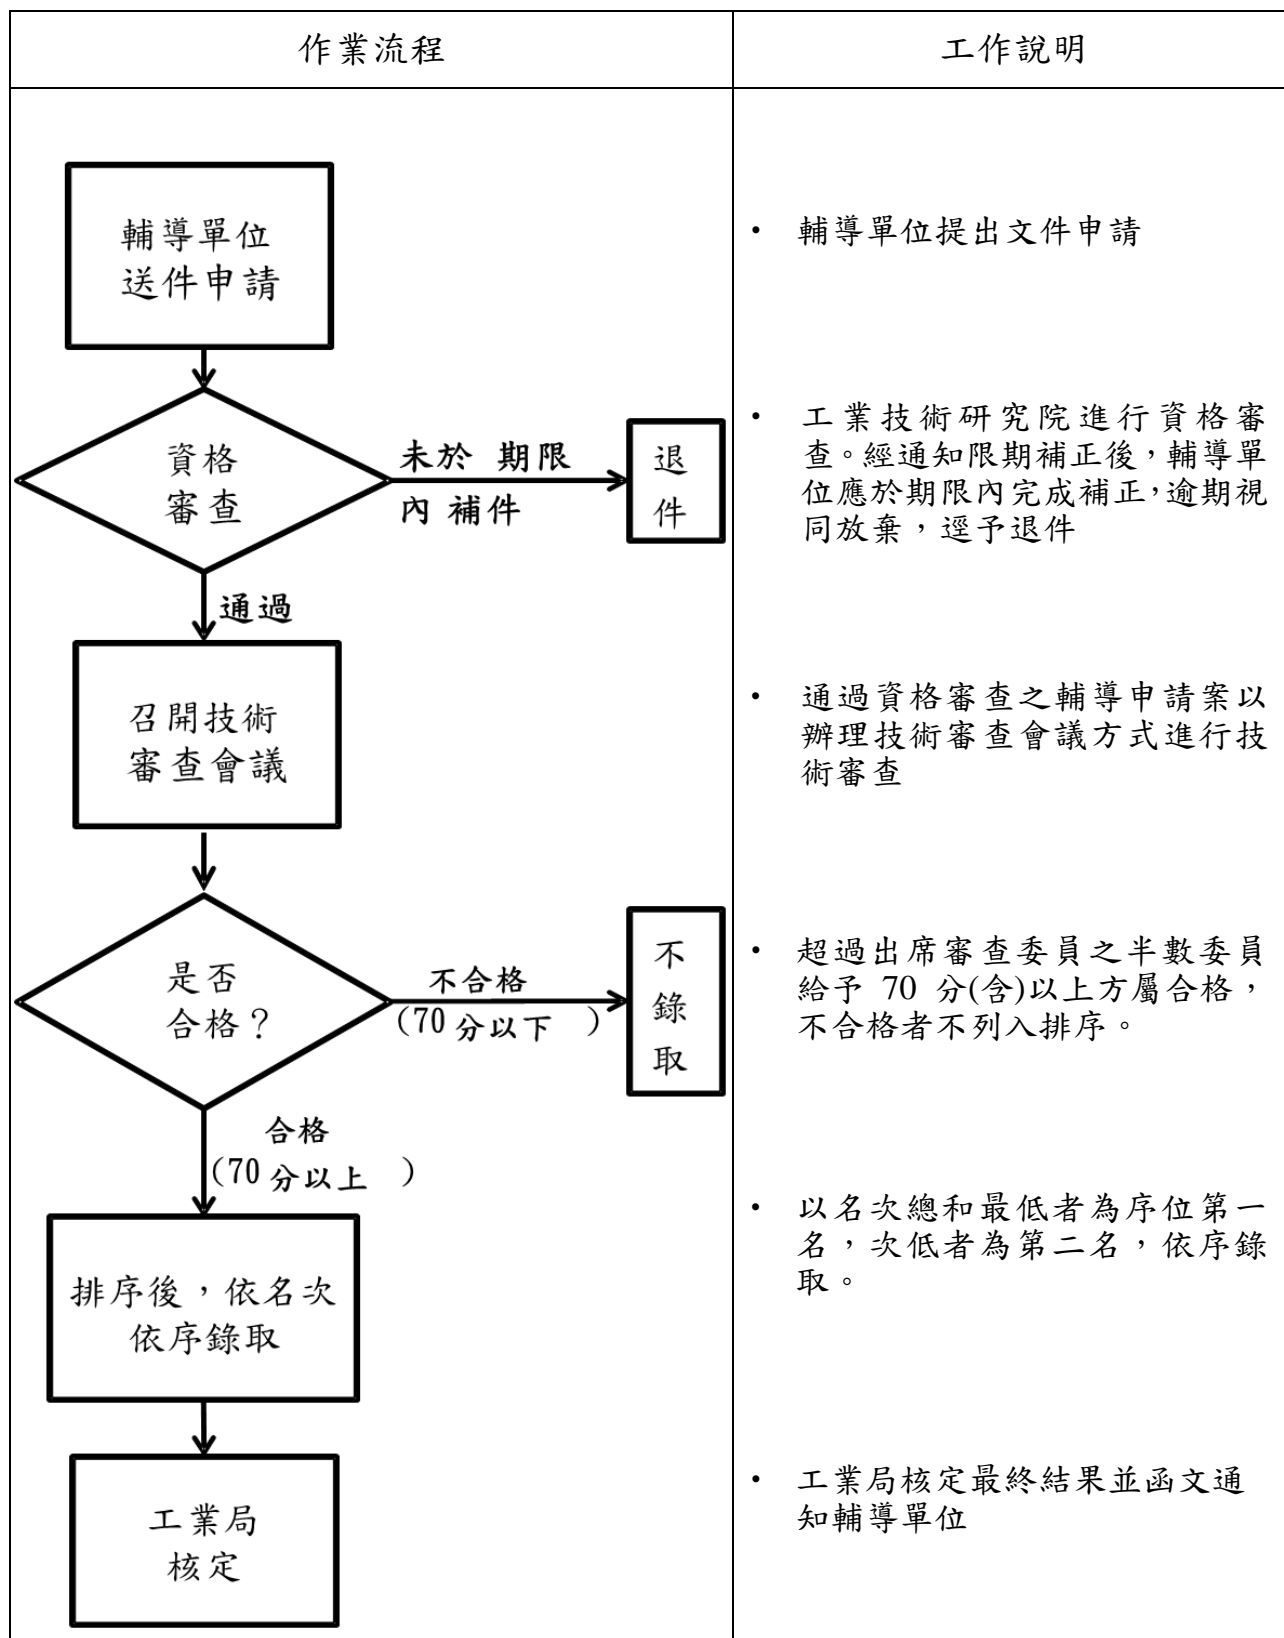 作業流程
工作說明
輔導單位
送件申請
• 輔導單位提出文件申請
資格
審查
未於 期限
內 補件
退
件
• 工業技術研究院進行資格審
查。經通知限期補正後，輔導單
位應於期限內完成補正，逾期視
同放棄，逕予退件
通過
召開技術
審查會議
• 通過資格審查之輔導申請案以
辦理技術審查會議方式進行技
術審查
是否
合格？
不合格
（70 分以下 ）
不
錄
取
• 超過出席審查委員之半數委員
給予 70 分(含)以上方屬合格，
不合格者不列入排序。
合格
（70 分以上 ）
排序後，依名次
依序錄取
• 以名次總和最低者為序位第一
名，次低者為第二名，依序錄
取。
工業局
核定
• 工業局核定最終結果並函文通
知輔導單位